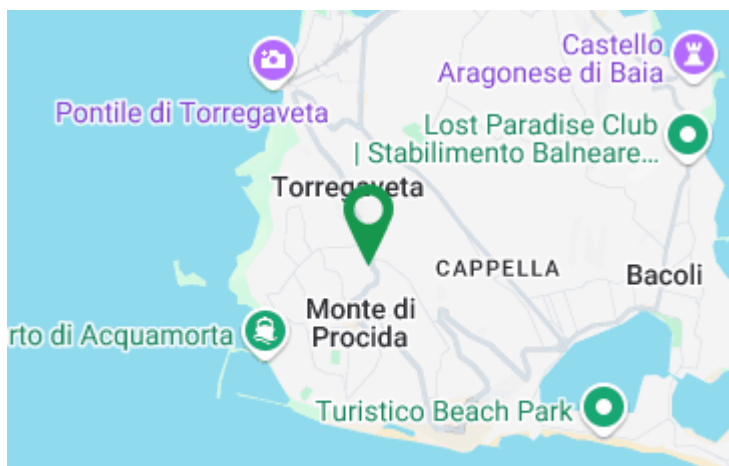 Castello
Aragonese di Baia
Pontile di Torregaveta
Lost Paradise Club
| Stabilimento Balneare...
Torregaveta
CAPPELLA
Bacoli
Monte di
Procida
rto di Acquamorta
Turistico Beach Park